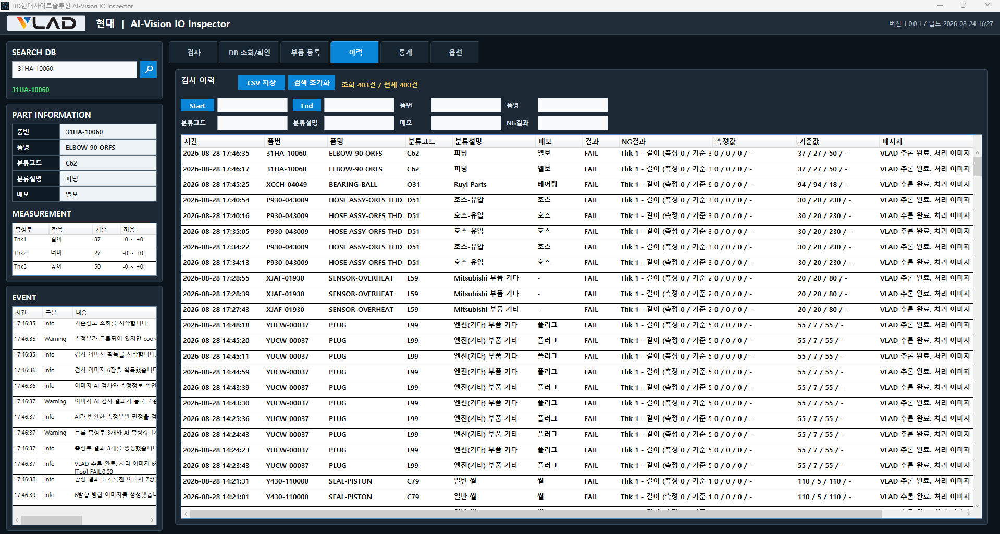 HD현대사이트솔루션 AI-Vision IO Inspector
VLAD 현대 | AI-Vision IO Inspector
버전 1.0.0.1 / 빌드 2026-08-24 16:27
SEARCH DB
31HA-10060
31HA-10060
PART INFORMATION
품번 31HA-10060
품명 ELBOW-90 ORFS
분류코드 C62
분류설명 피팅
메모 엘보
MEASUREMENT
측정부 항목 기준 허용
Thk1 길이 37 -0 ~ +0
Thk2 너비 27 -0 ~ +0
Thk3 높이 50 -0 ~ +0
EVENT
시간 구분 내용
17:46:35 Info 기준정보 조회를 시작합니다.
17:46:35 Warning 측정부가 등록되어 있지만 coor
17:46:35 Info 검사 이미지 획득을 시작합니다.
17:46:36 Info 검사 이미지 6장을 획득했습니다
17:46:36 Info 이미지 AI 검사와 측정정보 확인
17:46:37 Warning 이미지 AI 검사 결과가 등록 기준
17:46:37 Info AI가 반환한 측정부별 판정을 검
17:46:37 Warning 등록 측정부 3개와 AI 측정값 1개
17:46:37 Info 측정부 결과 3개를 생성했습니다
17:46:37 Info VLAD 추론 완료. 처리 이미지 6장
[Top] FAIL,0.00
17:46:38 Info 판정 결과를 기록한 이미지 7장을
17:46:39 Info 6방향 병합 이미지를 생성했습니
검사 DB 조회/확인 부품 등록 이력 통계 옵션
검사 이력 CSV 저장 검색 초기화 조회 403건 / 전체 403건
Start End 품번 품명
분류코드 분류설명 메모 NG결과
시간 품번 품명 분류코드 분류설명 메모 결과 NG결과 측정값 기준값 메시지
2026-08-28 17:46:35 31HA-10060 ELBOW-90 ORFS C62 피팅 엘보 FAIL Thk 1 - 길이 (측정 0 / 기준 3 0 / 0 / 0 / - 37 / 27 / 50 / - VLAD 추론 완료. 처리 이미지
2026-08-28 17:46:17 31HA-10060 ELBOW-90 ORFS C62 피팅 엘보 FAIL Thk 1 - 길이 (측정 0 / 기준 3 0 / 0 / 0 / - 37 / 27 / 50 / - VLAD 추론 완료. 처리 이미지
2026-08-28 17:45:25 XCCH-04049 BEARING-BALL O31 Ruyi Parts 베어링 FAIL Thk 1 - 길이 (측정 0 / 기준 9 0 / 0 / 0 / - 94 / 94 / 18 / - VLAD 추론 완료. 처리 이미지
2026-08-28 17:40:54 P930-043009 HOSE ASSY-ORFS THD D51 호스-유압 호스 FAIL Thk 1 - 길이 (측정 0 / 기준 3 0 / 0 / 0 / - 30 / 20 / 230 / - VLAD 추론 완료. 처리 이미지
2026-08-28 17:40:16 P930-043009 HOSE ASSY-ORFS THD D51 호스-유압 호스 FAIL Thk 1 - 길이 (측정 0 / 기준 3 0 / 0 / 0 / - 30 / 20 / 230 / - VLAD 추론 완료. 처리 이미지
2026-08-28 17:35:05 P930-043009 HOSE ASSY-ORFS THD D51 호스-유압 호스 FAIL Thk 1 - 길이 (측정 0 / 기준 3 0 / 0 / 0 / - 30 / 20 / 230 / - VLAD 추론 완료. 처리 이미지
2026-08-28 17:34:22 P930-043009 HOSE ASSY-ORFS THD D51 호스-유압 호스 FAIL Thk 1 - 길이 (측정 0 / 기준 3 0 / 0 / 0 / - 30 / 20 / 230 / - VLAD 추론 완료. 처리 이미지
2026-08-28 17:34:13 P930-043009 HOSE ASSY-ORFS THD D51 호스-유압 호스 FAIL Thk 1 - 길이 (측정 0 / 기준 3 0 / 0 / 0 / - 30 / 20 / 230 / - VLAD 추론 완료. 처리 이미지
2026-08-28 17:28:55 XJAF-01930 SENSOR-OVERHEAT L59 Mitsubishi 부품 기타 - FAIL Thk 1 - 길이 (측정 0 / 기준 2 0 / 0 / 0 / - 20 / 20 / 80 / - VLAD 추론 완료. 처리 이미지
2026-08-28 17:28:39 XJAF-01930 SENSOR-OVERHEAT L59 Mitsubishi 부품 기타 - FAIL Thk 1 - 길이 (측정 0 / 기준 2 0 / 0 / 0 / - 20 / 20 / 80 / - VLAD 추론 완료. 처리 이미지
2026-08-28 17:27:43 XJAF-01930 SENSOR-OVERHEAT L59 Mitsubishi 부품 기타 - FAIL Thk 1 - 길이 (측정 0 / 기준 2 0 / 0 / 0 / - 20 / 20 / 80 / - VLAD 추론 완료. 처리 이미지
2026-08-28 14:48:18 YUCW-00037 PLUG L99 엔진(기타) 부품 기타 플러그 FAIL Thk 1 - 길이 (측정 0 / 기준 5 0 / 0 / 0 / - 55 / 7 / 55 / - VLAD 추론 완료. 처리 이미지
2026-08-28 14:45:20 YUCW-00037 PLUG L99 엔진(기타) 부품 기타 플러그 FAIL Thk 1 - 길이 (측정 0 / 기준 5 0 / 0 / 0 / - 55 / 7 / 55 / - VLAD 추론 완료. 처리 이미지
2026-08-28 14:45:11 YUCW-00037 PLUG L99 엔진(기타) 부품 기타 플러그 FAIL Thk 1 - 길이 (측정 0 / 기준 5 0 / 0 / 0 / - 55 / 7 / 55 / - VLAD 추론 완료. 처리 이미지
2026-08-28 14:44:59 YUCW-00037 PLUG L99 엔진(기타) 부품 기타 플러그 FAIL Thk 1 - 길이 (측정 0 / 기준 5 0 / 0 / 0 / - 55 / 7 / 55 / - VLAD 추론 완료. 처리 이미지
2026-08-28 14:43:39 YUCW-00037 PLUG L99 엔진(기타) 부품 기타 플러그 FAIL Thk 1 - 길이 (측정 0 / 기준 5 0 / 0 / 0 / - 55 / 7 / 55 / - VLAD 추론 완료. 처리 이미지
2026-08-28 14:43:30 YUCW-00037 PLUG L99 엔진(기타) 부품 기타 플러그 FAIL Thk 1 - 길이 (측정 0 / 기준 5 0 / 0 / 0 / - 55 / 7 / 55 / - VLAD 추론 완료. 처리 이미지
2026-08-28 14:25:36 YUCW-00037 PLUG L99 엔진(기타) 부품 기타 플러그 FAIL Thk 1 - 길이 (측정 0 / 기준 5 0 / 0 / 0 / - 55 / 7 / 55 / - VLAD 추론 완료. 처리 이미지
2026-08-28 14:24:43 YUCW-00037 PLUG L99 엔진(기타) 부품 기타 플러그 FAIL Thk 1 - 길이 (측정 0 / 기준 5 0 / 0 / 0 / - 55 / 7 / 55 / - VLAD 추론 완료. 처리 이미지
2026-08-28 14:24:23 YUCW-00037 PLUG L99 엔진(기타) 부품 기타 플러그 FAIL Thk 1 - 길이 (측정 0 / 기준 5 0 / 0 / 0 / - 55 / 7 / 55 / - VLAD 추론 완료. 처리 이미지
2026-08-28 14:23:43 YUCW-00037 PLUG L99 엔진(기타) 부품 기타 플러그 FAIL Thk 1 - 길이 (측정 0 / 기준 5 0 / 0 / 0 / - 55 / 7 / 55 / - VLAD 추론 완료. 처리 이미지
2026-08-28 14:21:31 Y430-110000 SEAL-PISTON C79 일반 씰 씰 FAIL Thk 1 - 길이 (측정 0 / 기준 1 0 / 0 / 0 / - 110 / 5 / 110 / - VLAD 추론 완료. 처리 이미지
2026-08-28 14:21:01 Y430-110000 SEAL-PISTON C79 일반 씰 씰 FAIL Thk 1 - 길이 (측정 0 / 기준 1 0 / 0 / 0 / - 110 / 5 / 110 / - VLAD 추론 완료. 처리 이미지